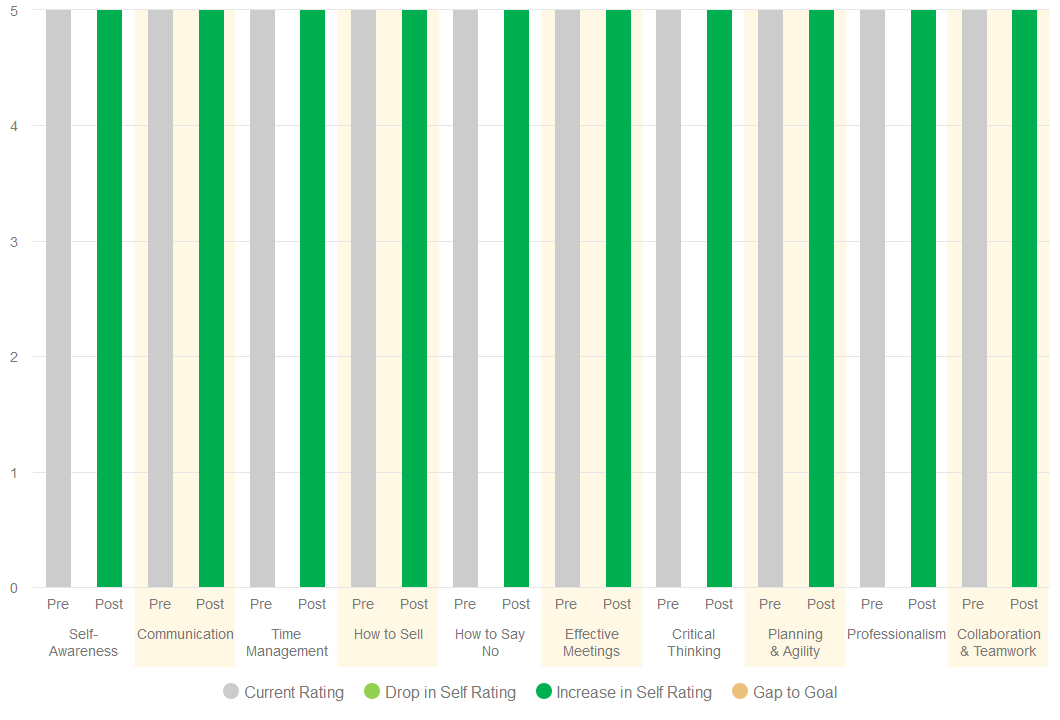 5
4
3
2
1
0
Pre Post Pre Post Pre Post Pre Post Pre Post Pre Post Pre Post Pre Post Pre Post Pre Post
Self-
Awareness
Communication
Time
Management
How to Sell
How to Say
No
Effective
Meetings
Critical
Thinking
Planning
& Agility
Professionalism
Collaboration
& Teamwork
Current Rating Drop in Self Rating Increase in Self Rating Gap to Goal